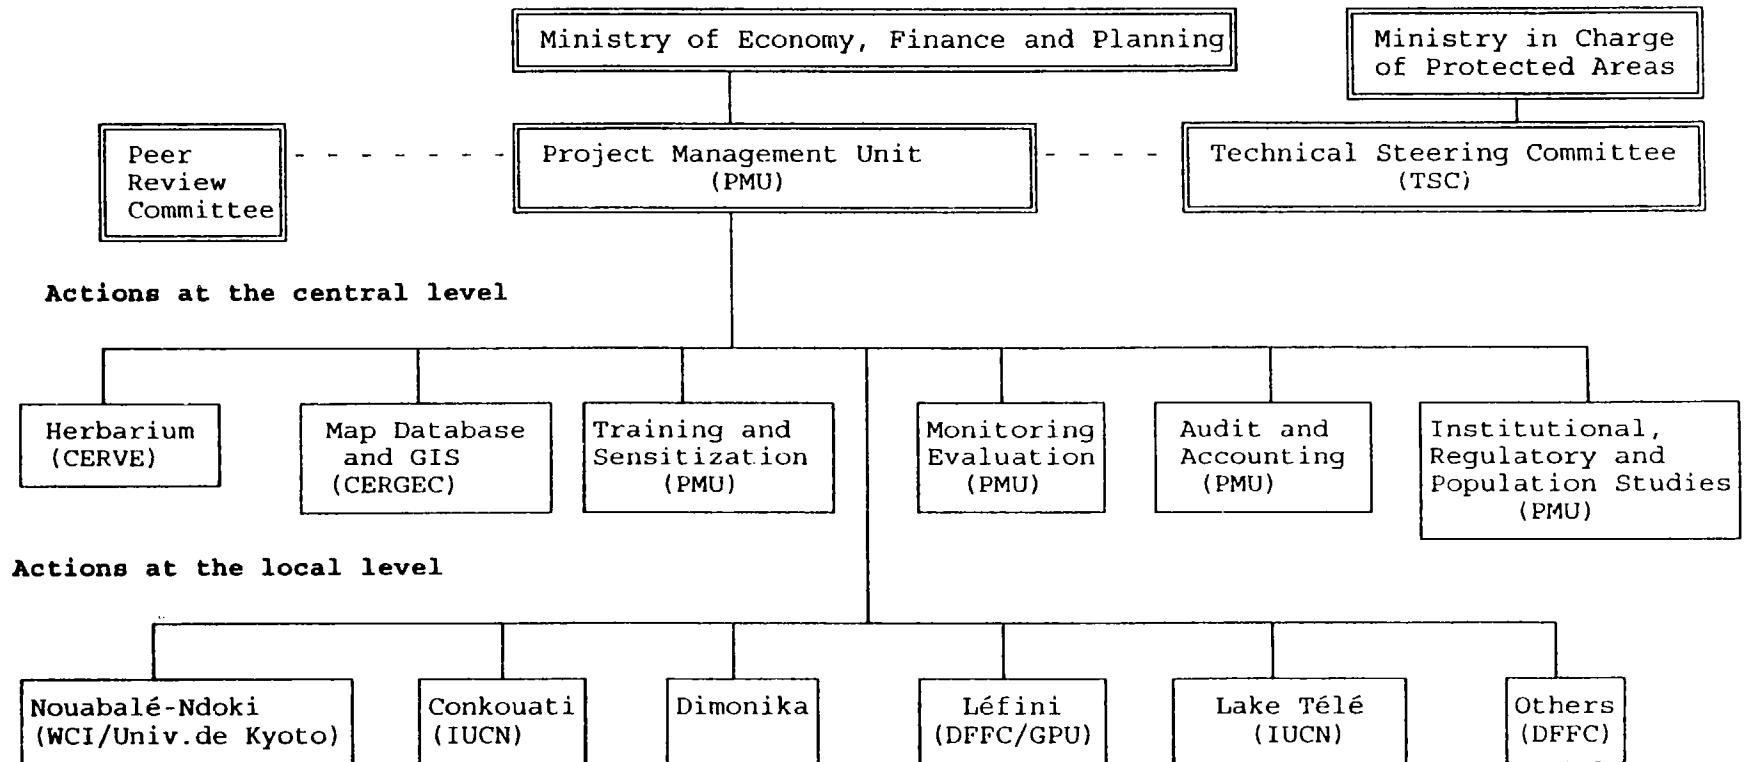 Ministry of Economy, Finance and Planning
Ministry in Charge
of Protected Areas
Peer
Review
Committee
Project Management Unit
(PMU)
Technical Steering Committee
(TSC)
Actions at the central level
Herbarium
(CERVE)
Map Database
and GIS
(CERGEC)
Training and
Sensitization
(PMU)
Monitoring
Evaluation
(PMU)
Audit and
Accounting
(PMU)
Institutional,
Regulatory and
Population Studies
(PMU)
Actions at the local level
Nouabalé-Ndoki
(WCI/Univ.de Kyoto)
Conkouati
(IUCN)
Dimonika
Léfini
(DFFC/GPU)
Lake Télé
(IUCN)
Others
(DFFC)